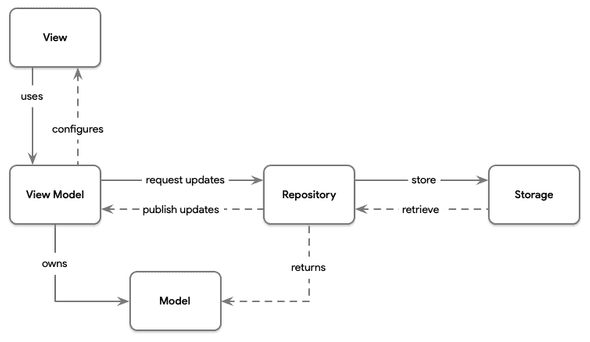 View
uses
configures
View Model
request updates
publish updates
Repository
store
retrieve
Storage
owns
returns
Model